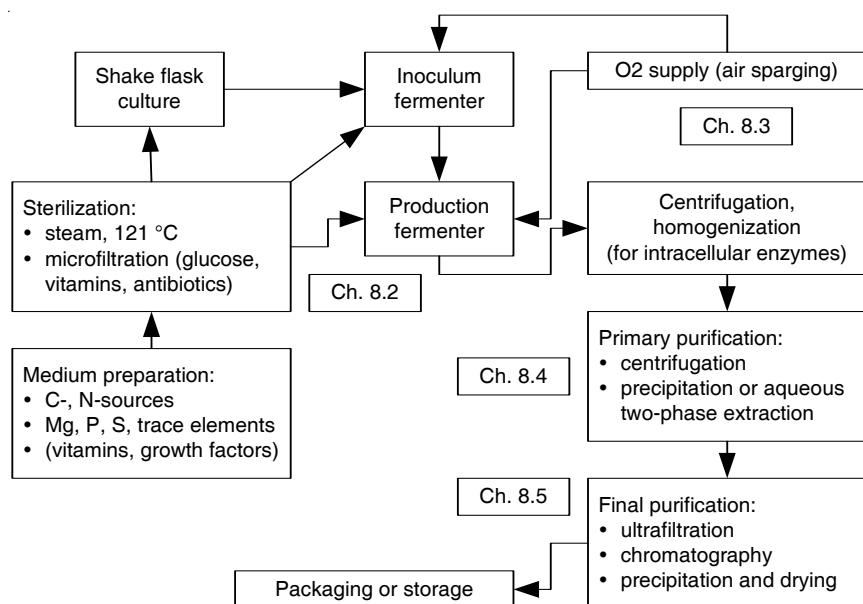 Shake flask
culture
Inoculum
fermenter
O2 supply (air sparging)
Ch. 8.3
Sterilization:
• steam, 121 °C
• microfiltration (glucose,
vitamins, antibiotics)
Production
fermenter
Centrifugation,
homogenization
(for intracellular enzymes)
Ch. 8.2
Medium preparation:
• C-, N-sources
• Mg, P, S, trace elements
• (vitamins, growth factors)
Ch. 8.4
Primary purification:
• centrifugation
• precipitation or aqueous
two-phase extraction
Ch. 8.5
Final purification:
• ultrafiltration
• chromatography
• precipitation and drying
Packaging or storage